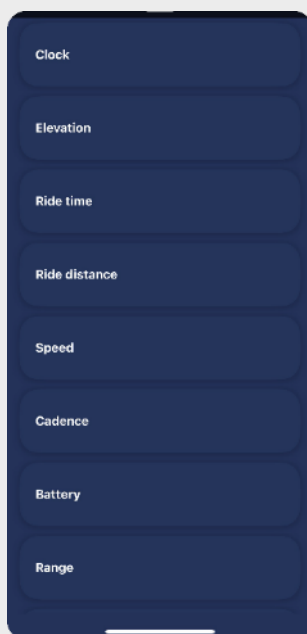 Clock
Elevation
Ride time
Ride distance
Speed
Cadence
Battery
Range